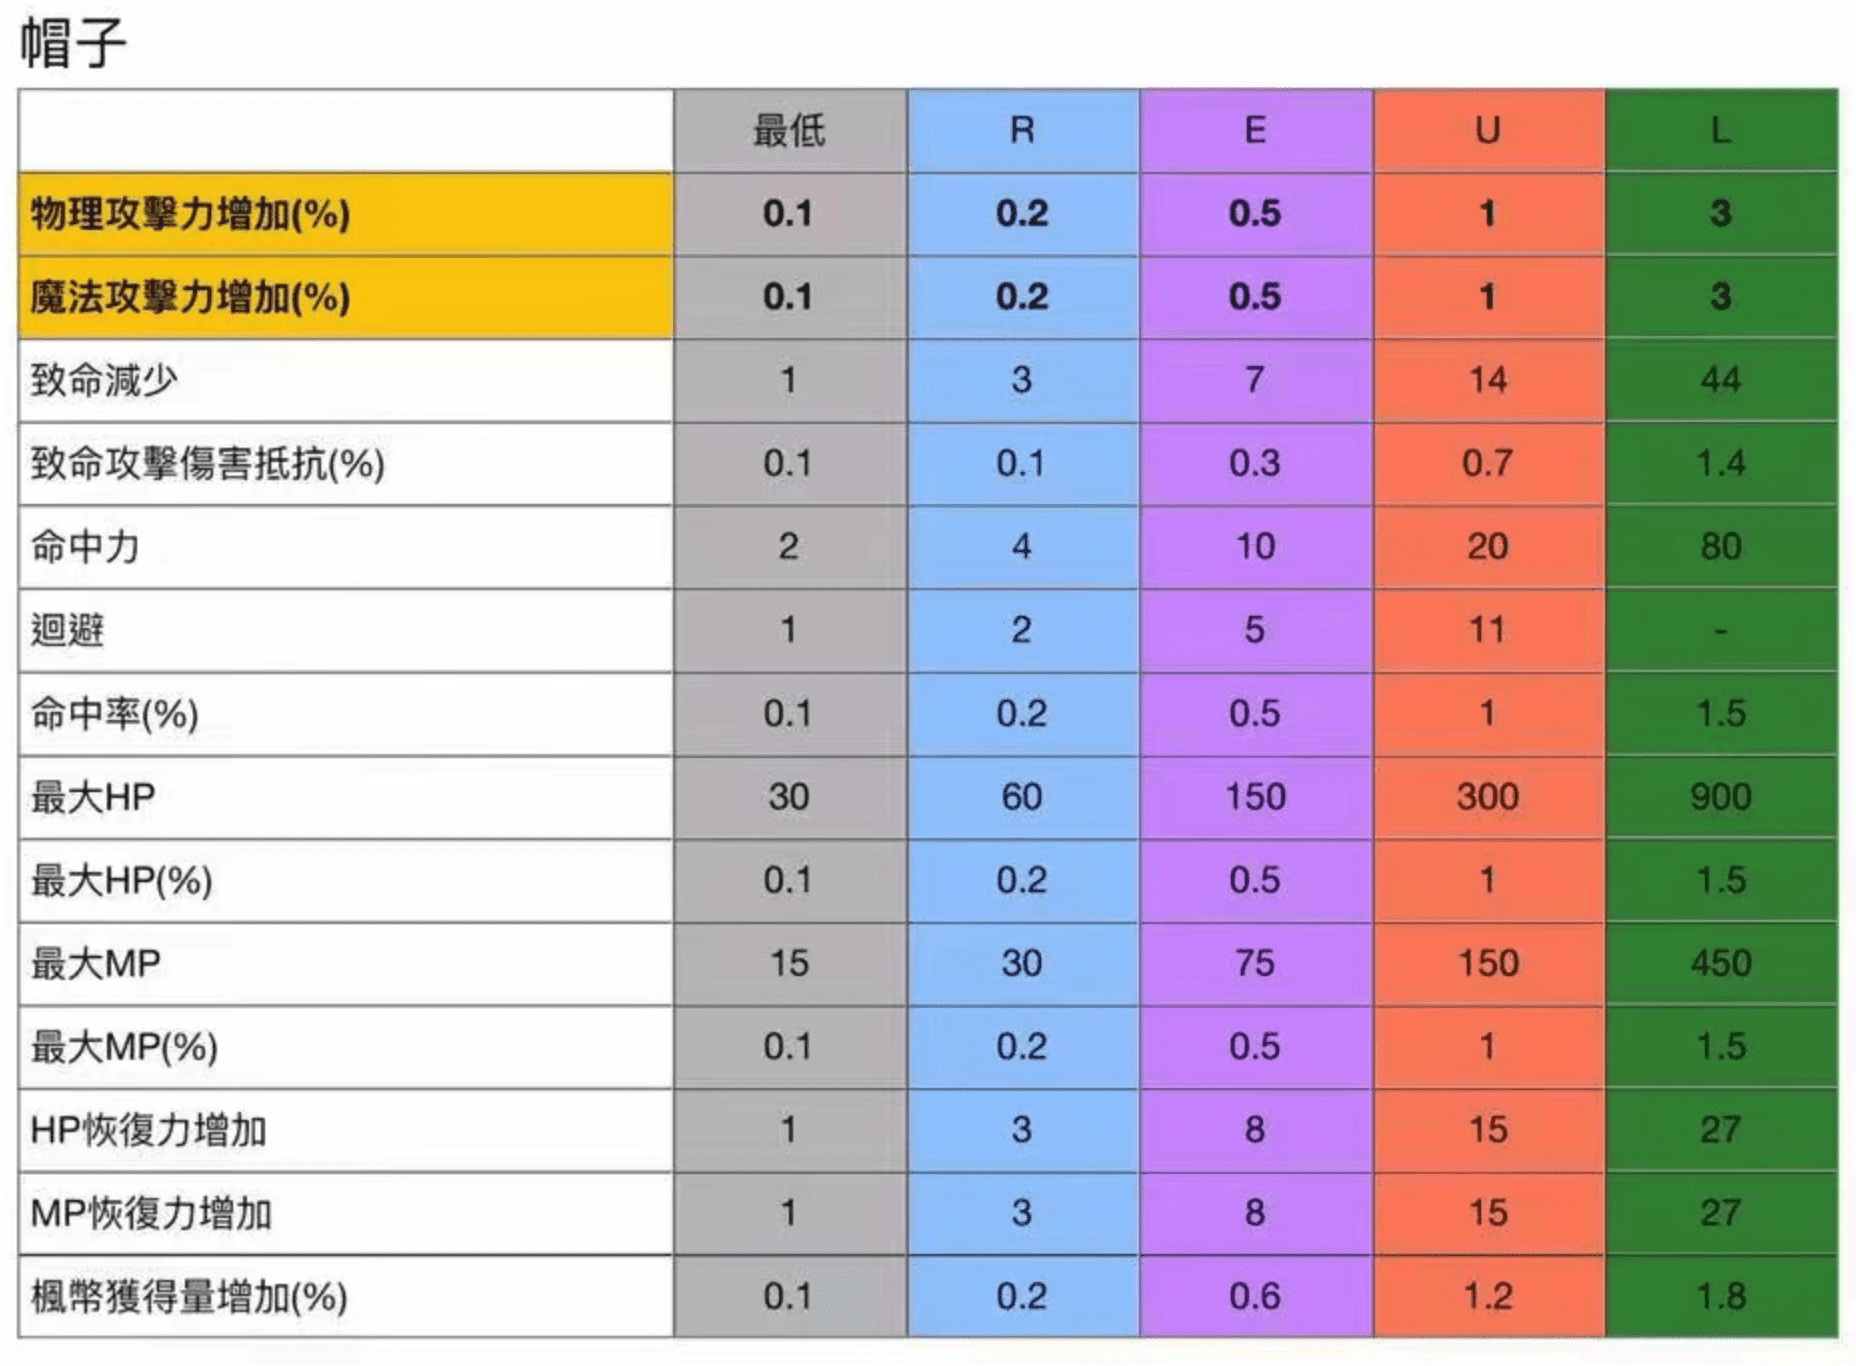 帽子
最低 R E U L
物理攻擊力增加(%) 0.1 0.2 0.5 1 3
魔法攻擊力增加(%) 0.1 0.2 0.5 1 3
致命減少 1 3 7 14 44
致命攻擊傷害抵抗(%) 0.1 0.1 0.3 0.7 1.4
命中力 2 4 10 20 80
迴避 1 2 5 11 -
命中率(%) 0.1 0.2 0.5 1 1.5
最大HP 30 60 150 300 900
最大HP(%) 0.1 0.2 0.5 1 1.5
最大MP 15 30 75 150 450
最大MP(%) 0.1 0.2 0.5 1 1.5
HP恢復力增加 1 3 8 15 27
MP恢復力增加 1 3 8 15 27
楓幣獲得量增加(%) 0.1 0.2 0.6 1.2 1.8